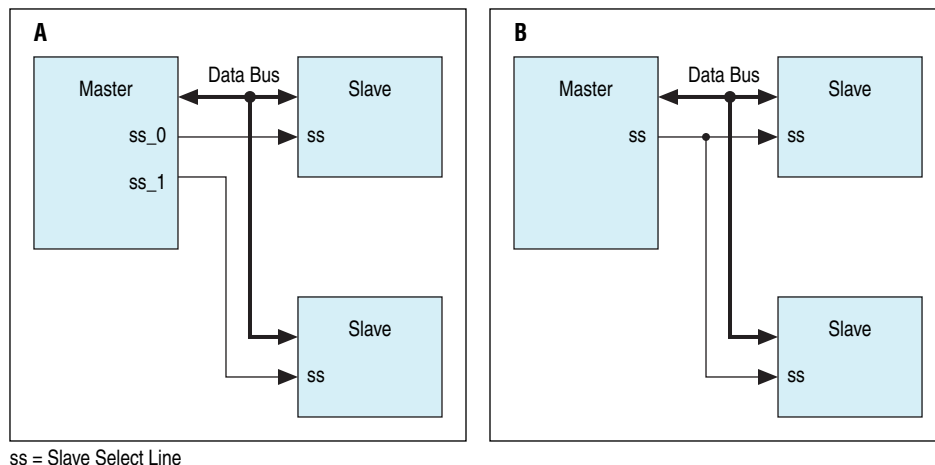 A
Master
Data Bus
Slave
ss_0
ss
ss_1
Slave
ss
B
Master
Data Bus
Slave
ss
ss
Slave
ss
ss = Slave Select Line